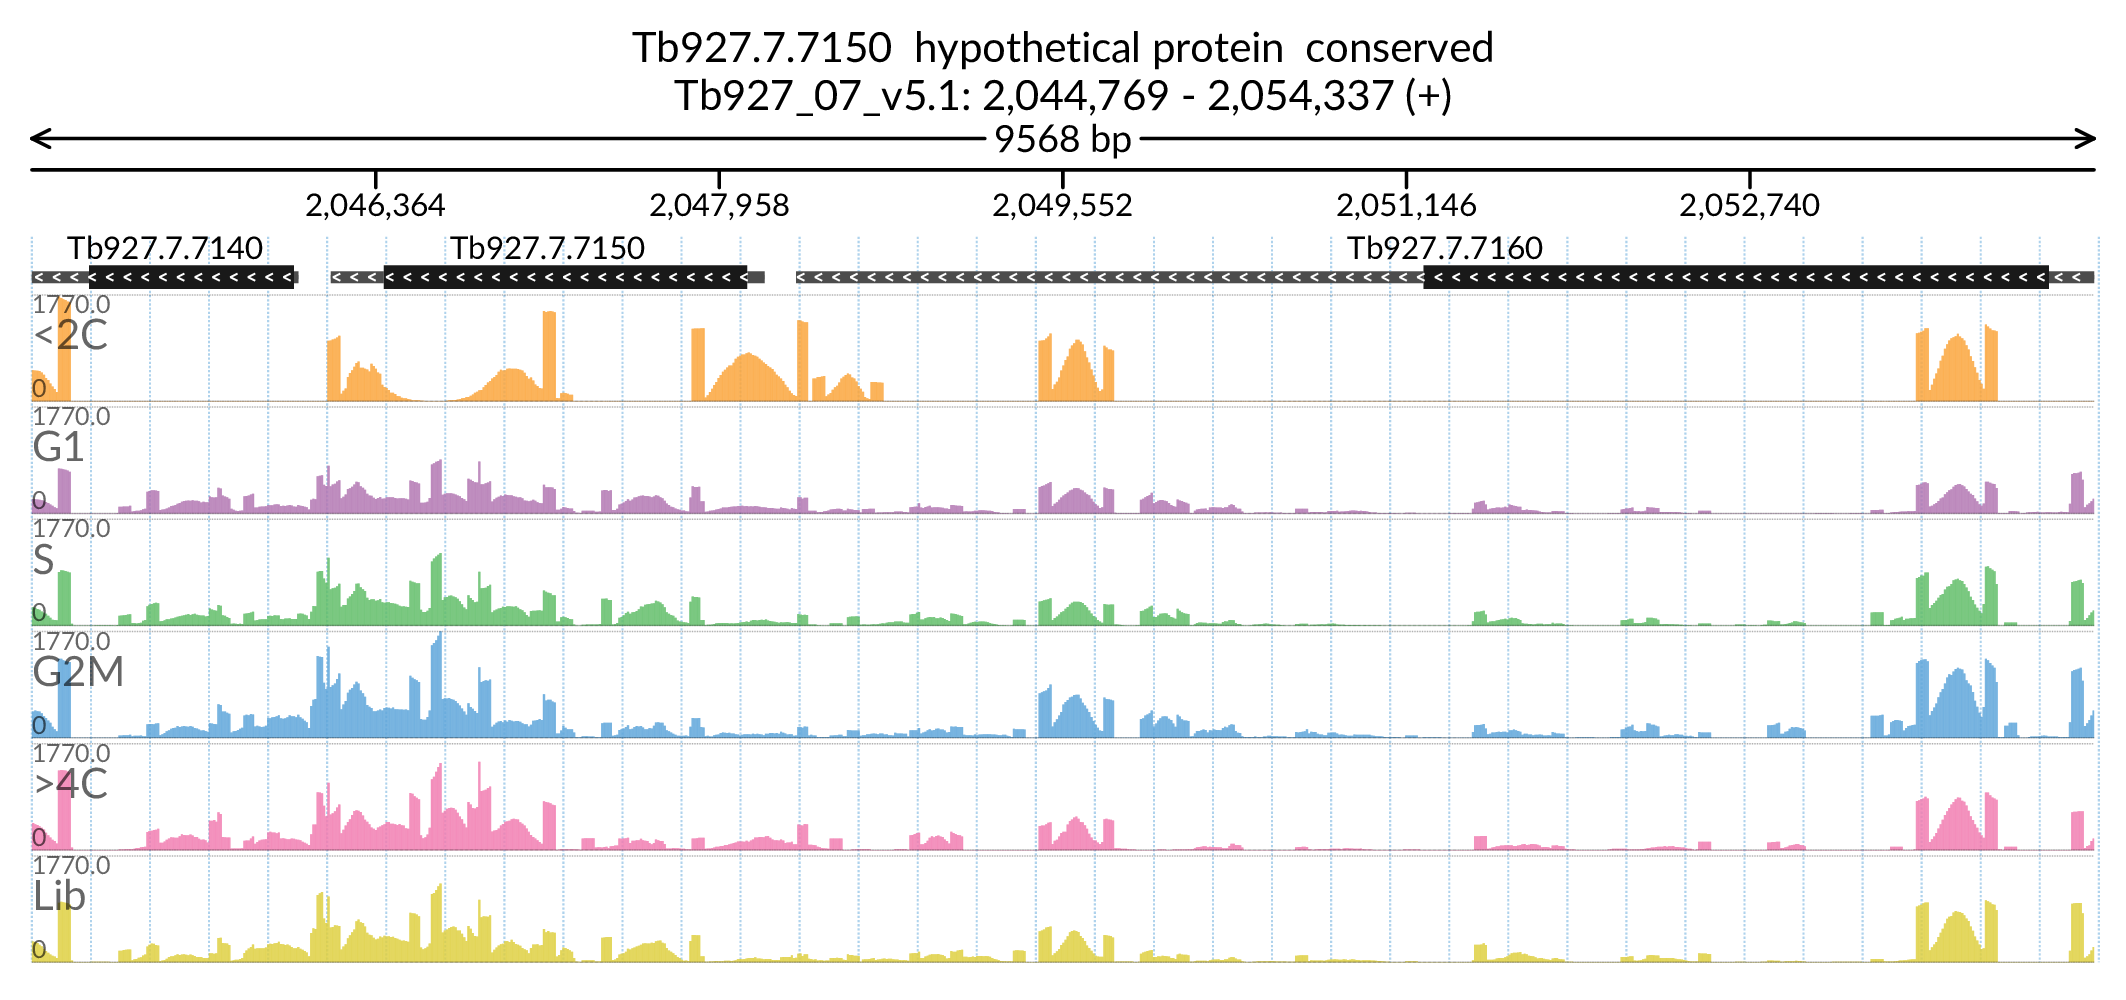 Tb927.7.7150  hypothetical protein  conserved
Tb927_07_v5.1: 2,044,769 - 2,054,337 (+)
9568 bp
2,046,364 2,047,958 2,049,552 2,051,146 2,052,740
Tb927.7.7140 Tb927.7.7150 Tb927.7.7160
1770.0
<2C
0
1770.0
G1
0
1770.0
S
0
1770.0
G2M
0
1770.0
>4C
0
1770.0
Lib
0